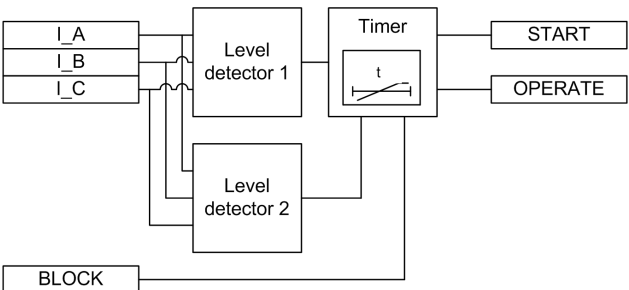 I_A
I_B
I_C
Level
detector 1
Timer
t
START
OPERATE
Level
detector 2
BLOCK